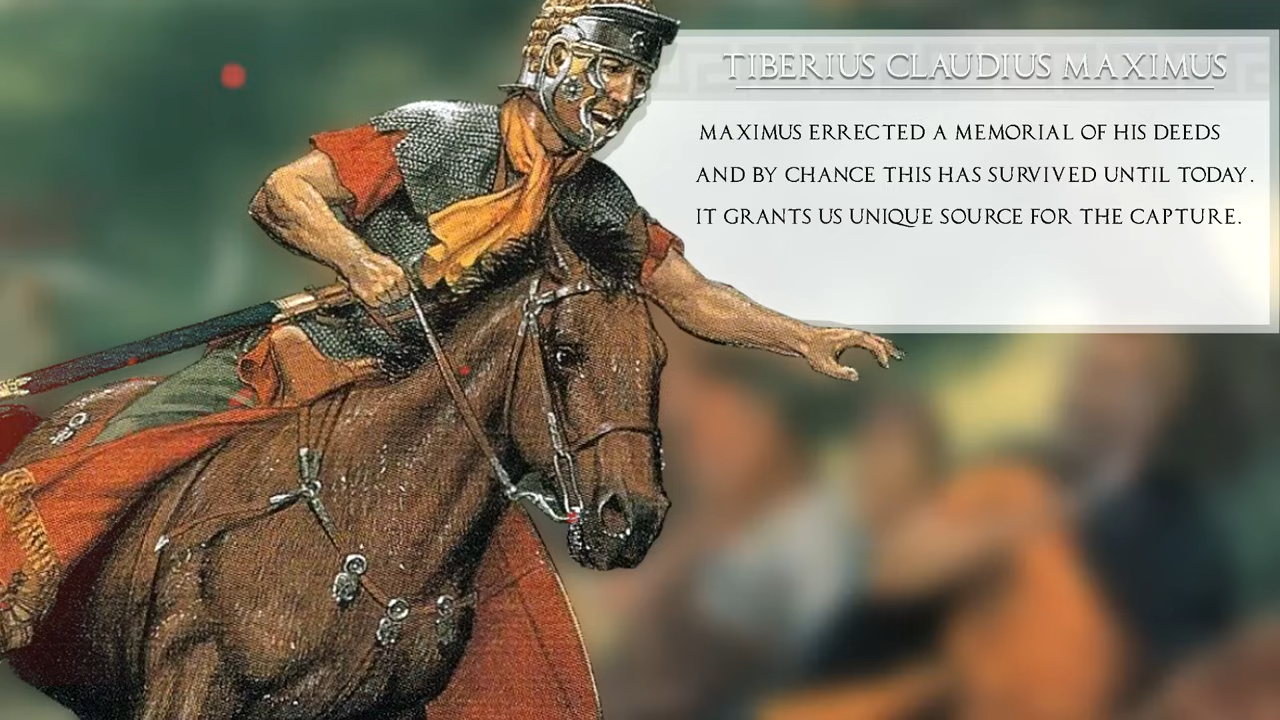 TIBERIUS CLAUDIUS MAXIMUS
MAXIMUS ERRECTED A MEMORIAL OF HIS DEEDS
AND BY CHANCE THIS HAS SURVIVED UNTIL TODAY.
IT GRANTS US UNIQUE SOURCE FOR THE CAPTURE.